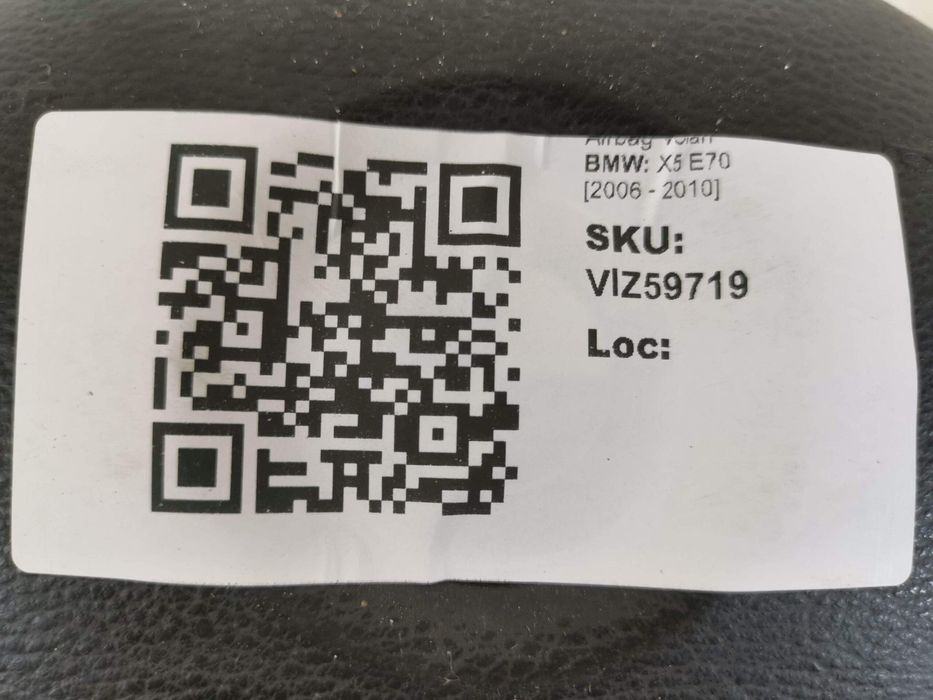 Airbag Volan
BMW: X5 E70
[2006 - 2010]
SKU:
VIZ59719
Loc: